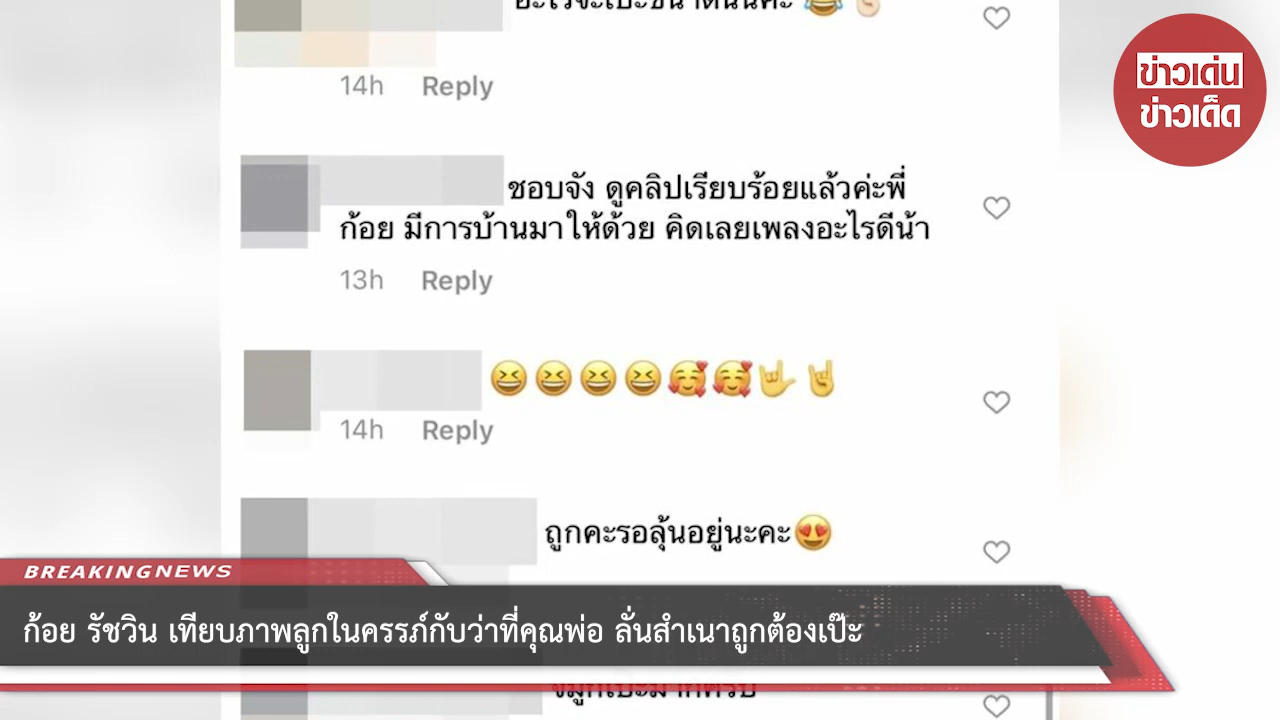 ข่าวเด่น
ข่าวเด็ด
14h Reply
ชอบจัง ดูคลิปเรียบร้อยแล้วค่ะพี่
ก้อย มีการบ้านมาให้ด้วย คิดเลยเพลงอะไรดีน้า
13h Reply
😆😆😆😆🥰🥰🤟🤘
14h Reply
ถูกคะรอลุ้นอยู่นะคะ😍
BREAKINGNEWS
ก้อย รัชวิน เทียบภาพลูกในครรภ์กับว่าที่คุณพ่อ ลั่นสำเนาถูกต้องเป๊ะ